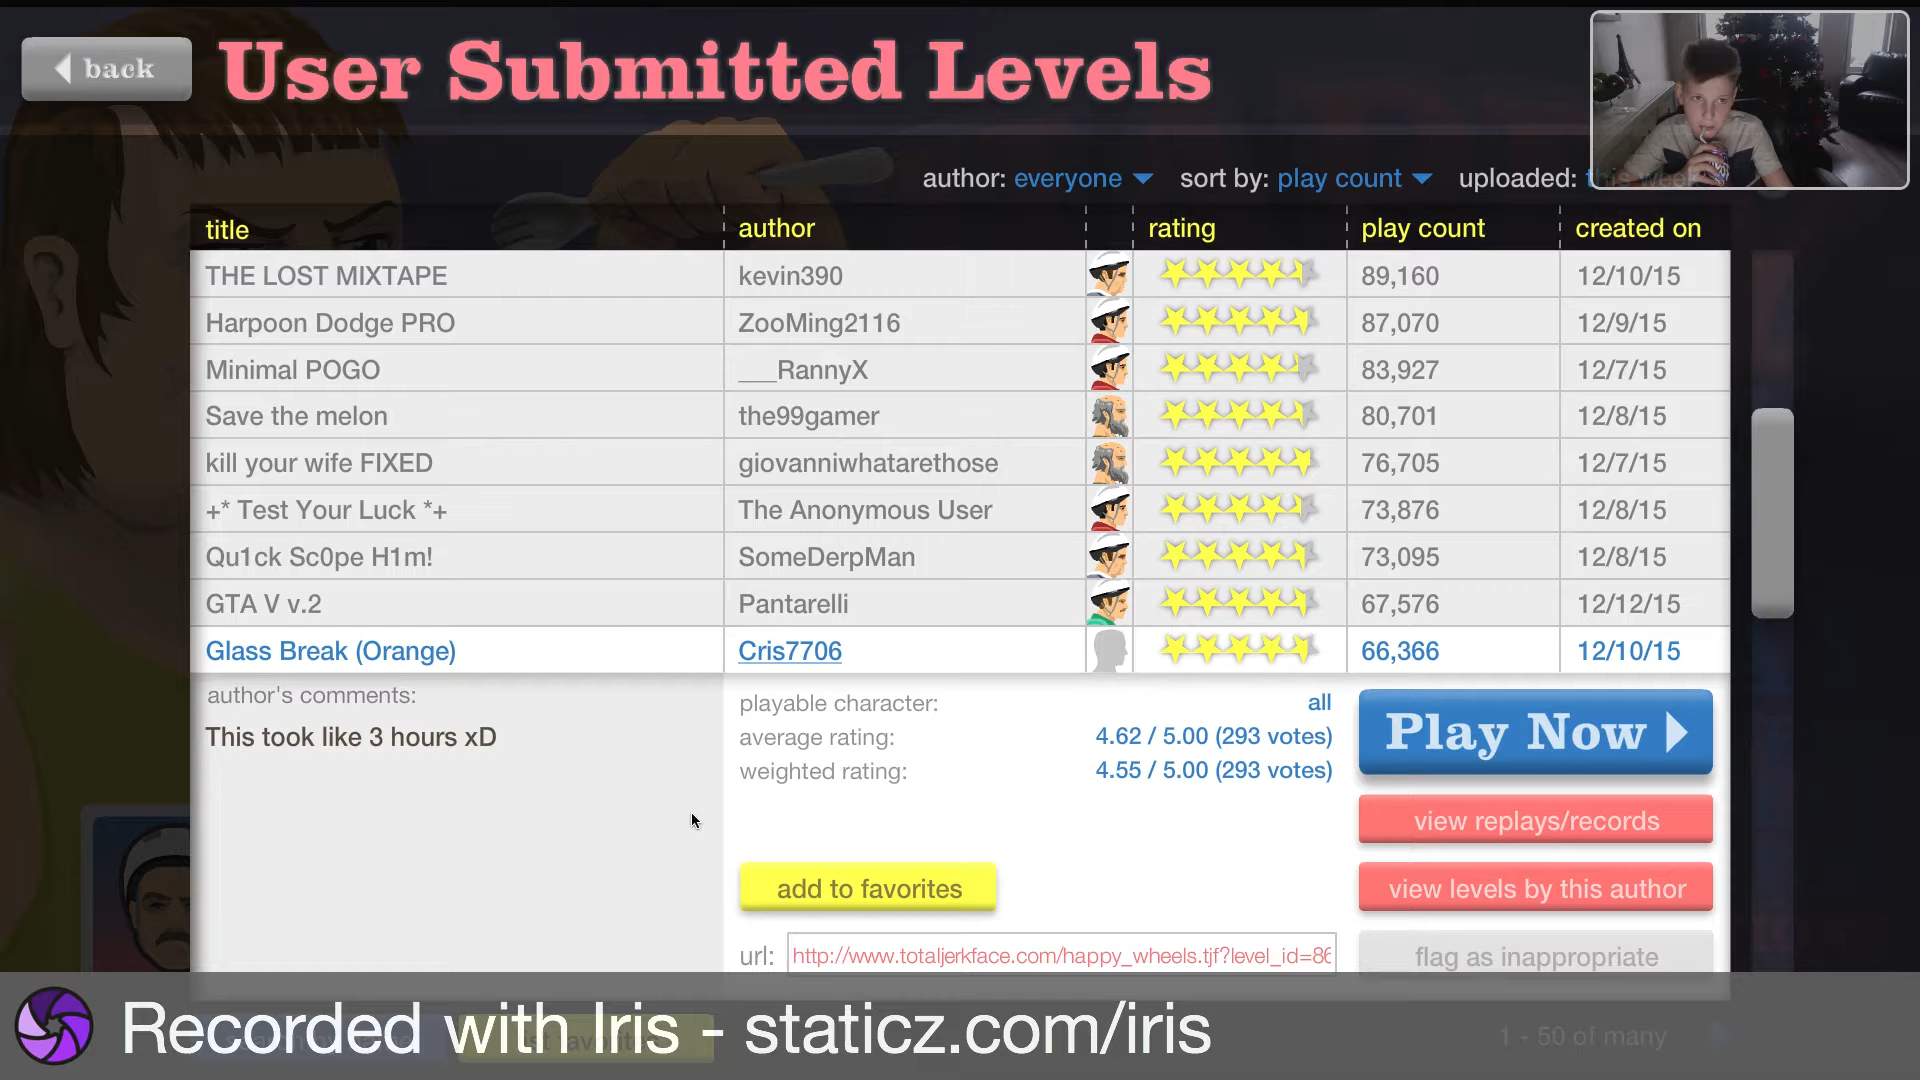 back
User Submitted Levels
author: everyone sort by: play count uploaded: this week
title author rating play count created on
THE LOST MIXTAPE kevin390 89,160 12/10/15
Harpoon Dodge PRO ZooMing2116 87,070 12/9/15
Minimal POGO ___RannyX 83,927 12/7/15
Save the melon the99gamer 80,701 12/8/15
kill your wife FIXED giovanniwhatarethose 76,705 12/7/15
+* Test Your Luck *+ The Anonymous User 73,876 12/8/15
Qu1ck Sc0pe H1m! SomeDerpMan 73,095 12/8/15
GTA V v.2 Pantarelli 67,576 12/12/15
Glass Break (Orange) Cris7706 66,366 12/10/15
author's comments:
This took like 3 hours xD
playable character: all
average rating: 4.62 / 5.00 (293 votes)
weighted rating: 4.55 / 5.00 (293 votes)
Play Now
view replays/records
add to favorites
view levels by this author
url: http://www.totaljerkface.com/happy_wheels.tjf?level_id=86
flag as inappropriate
Recorded with Iris - staticz.com/iris
1 - 50 of many